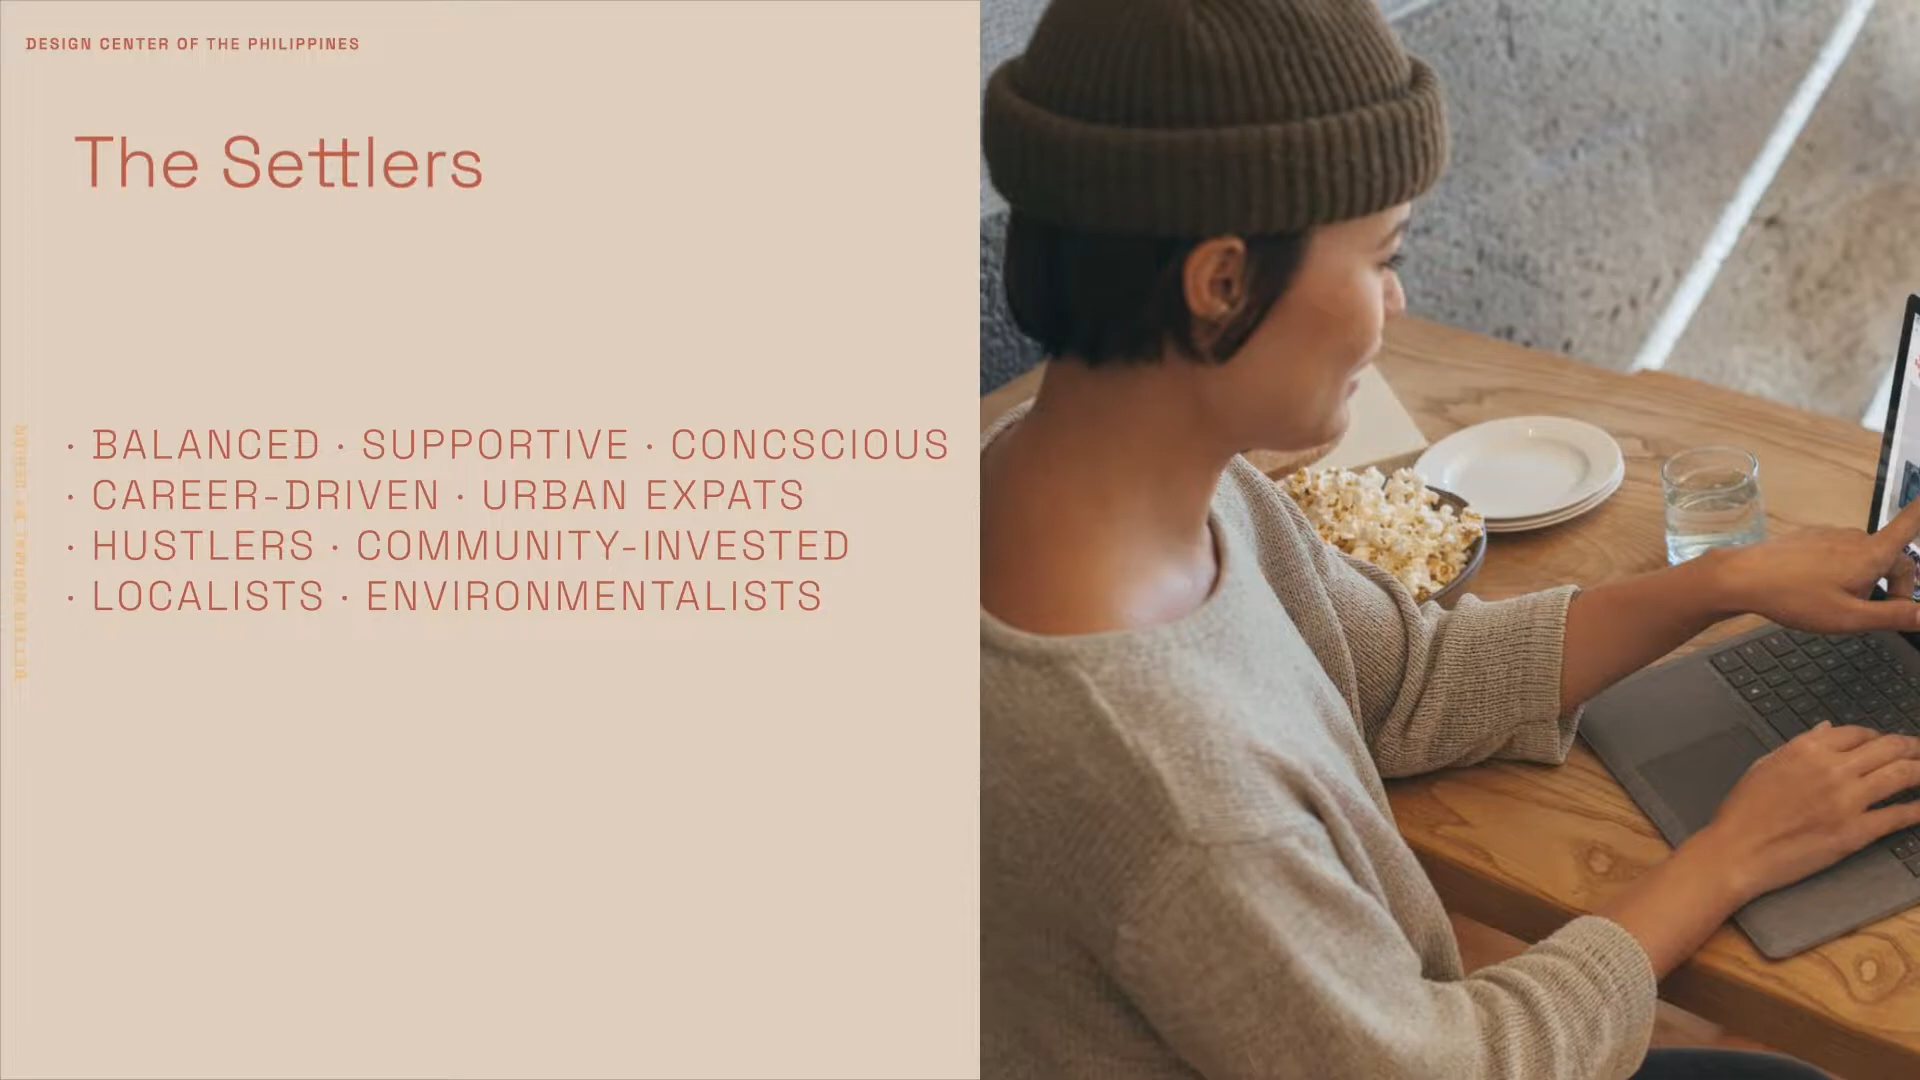 DESIGN CENTER OF THE PHILIPPINES
The Settlers
· BALANCED · SUPPORTIVE · CONCSCIOUS
· CAREER-DRIVEN · URBAN EXPATS
· HUSTLERS · COMMUNITY-INVESTED
· LOCALISTS · ENVIRONMENTALISTS